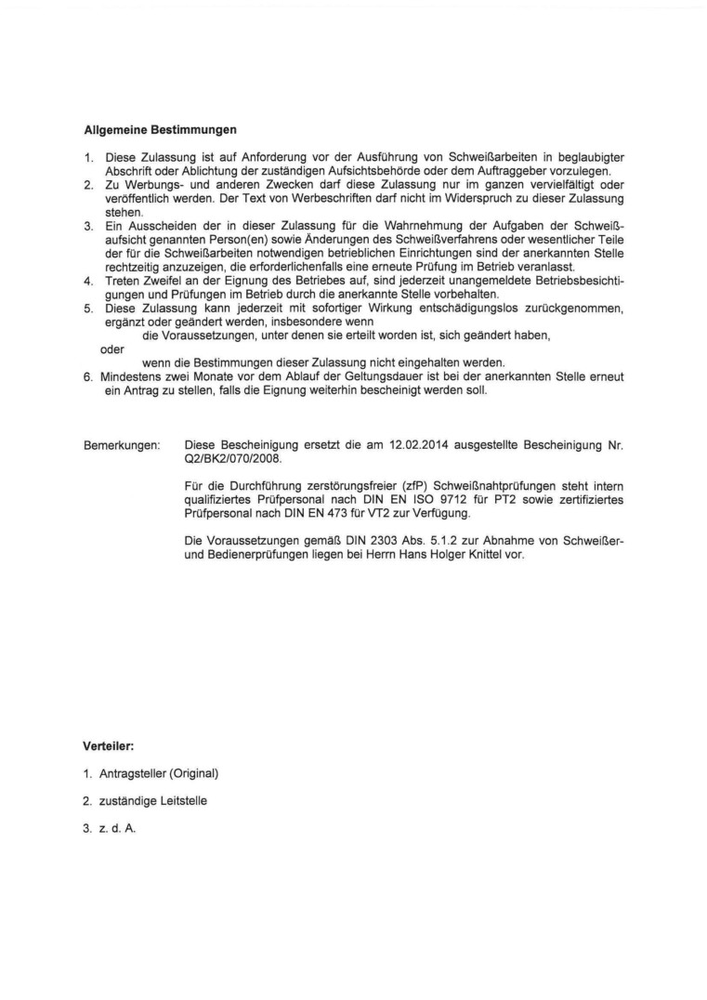 Allgemeine Bestimmungen
1. Diese Zulassung ist auf Anforderung vor der Ausführung von Schweißarbeiten in beglaubigter
Abschrift oder Ablichtung der zuständigen Aufsichtsbehörde oder dem Auftraggeber vorzulegen.
2. Zu Werbungs- und anderen Zwecken darf diese Zulassung nur im ganzen vervielfältigt oder
veröffentlich werden. Der Text von Werbeschriften darf nicht im Widerspruch zu dieser Zulassung
stehen.
3. Ein Ausscheiden der in dieser Zulassung für die Wahrnehmung der Aufgaben der Schweiß-
aufsicht genannten Person(en) sowie Änderungen des Schweißverfahrens oder wesentlicher Teile
der für die Schweißarbeiten notwendigen betrieblichen Einrichtungen sind der anerkannten Stelle
rechtzeitig anzuzeigen, die erforderlichenfalls eine erneute Prüfung im Betrieb veranlasst.
4. Treten Zweifel an der Eignung des Betriebes auf, sind jederzeit unangemeldete Betriebsbesichti-
gungen und Prüfungen im Betrieb durch die anerkannte Stelle vorbehalten.
5. Diese Zulassung kann jederzeit mit sofortiger Wirkung entschädigungslos zurückgenommen,
ergänzt oder geändert werden, insbesondere wenn
die Voraussetzungen, unter denen sie erteilt worden ist, sich geändert haben,
oder
wenn die Bestimmungen dieser Zulassung nicht eingehalten werden.
6. Mindestens zwei Monate vor dem Ablauf der Geltungsdauer ist bei der anerkannten Stelle erneut
ein Antrag zu stellen, falls die Eignung weiterhin bescheinigt werden soll.
Bemerkungen: Diese Bescheinigung ersetzt die am 12.02.2014 ausgestellte Bescheinigung Nr.
Q2/BK2/070/2008.
Für die Durchführung zerstörungsfreier (zfP) Schweißnahtprüfungen steht intern
qualifiziertes Prüfpersonal nach DIN EN ISO 9712 für PT2 sowie zertifiziertes
Prüfpersonal nach DIN EN 473 für VT2 zur Verfügung.
Die Voraussetzungen gemäß DIN 2303 Abs. 5.1.2 zur Abnahme von Schweißer-
und Bedienerprüfungen liegen bei Herrn Hans Holger Knittel vor.
Verteiler:
1. Antragsteller (Original)
2. zuständige Leitstelle
3. z. d. A.